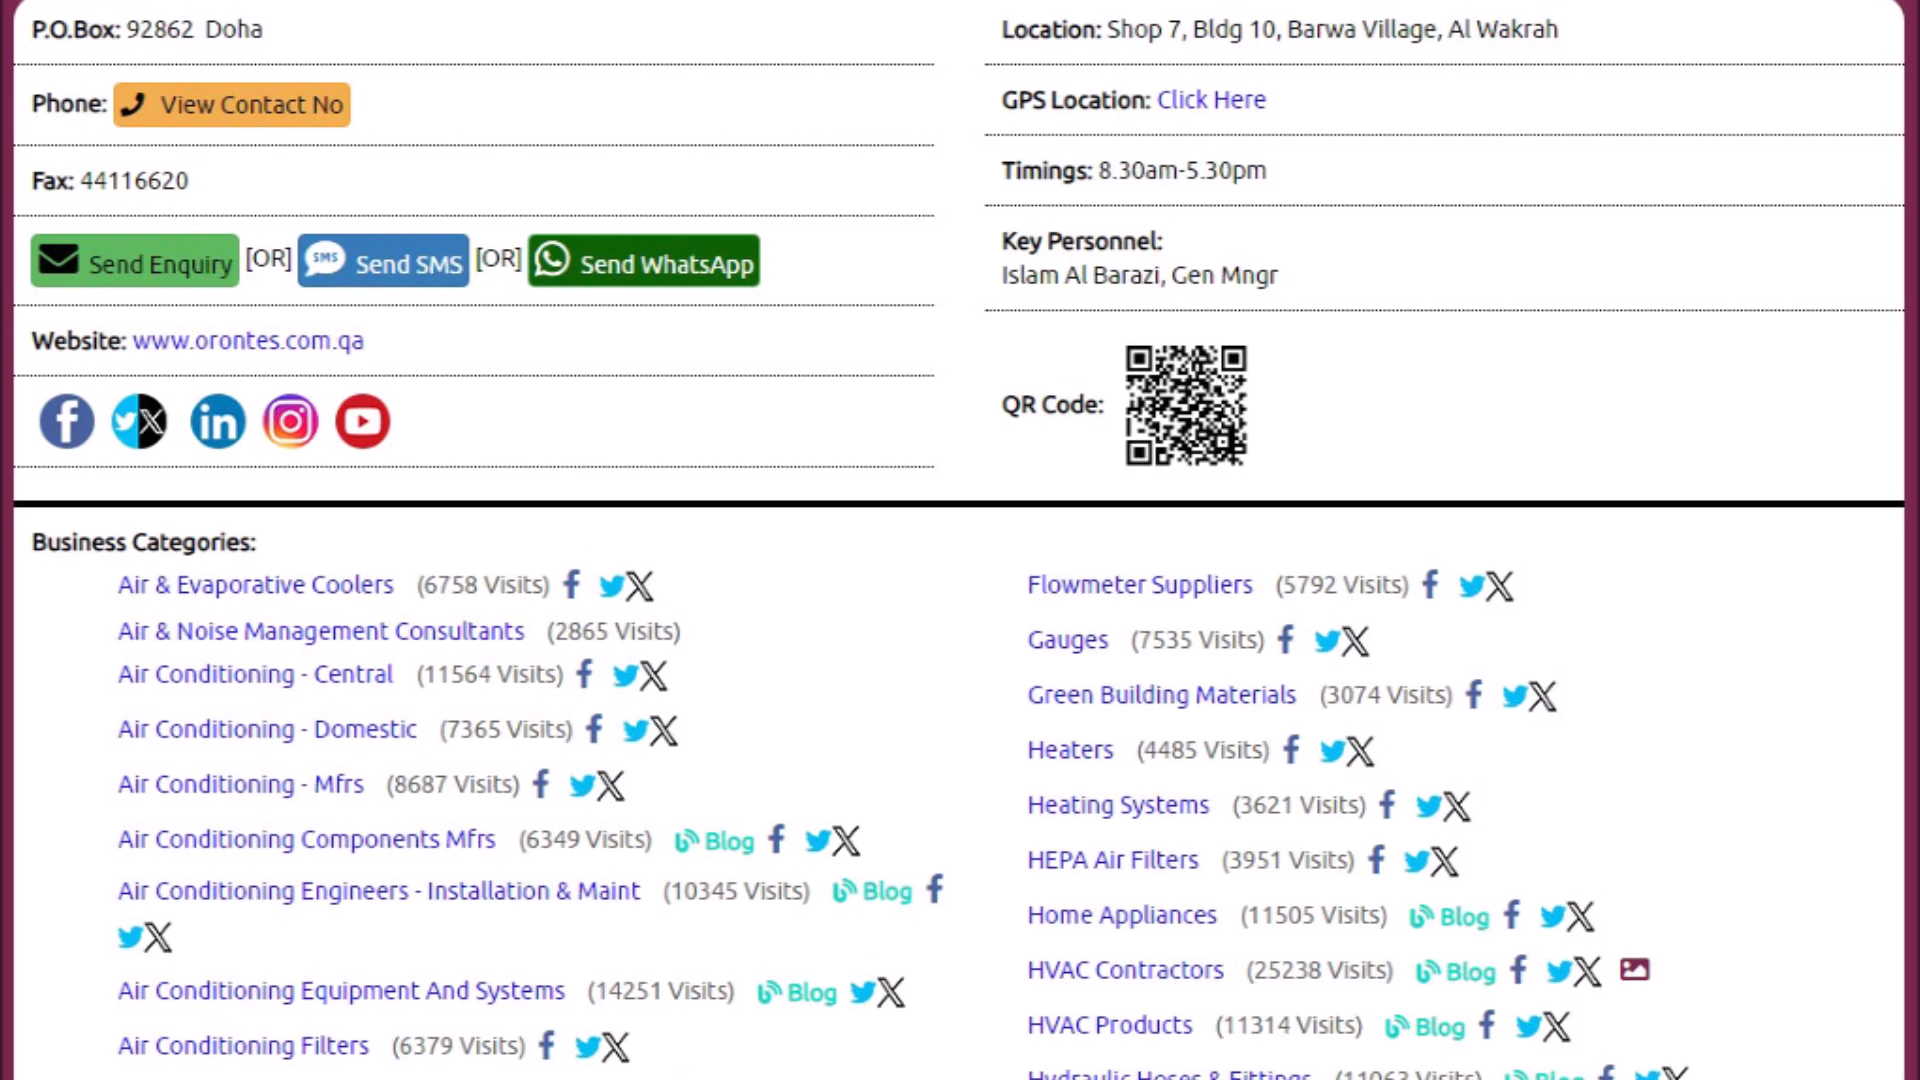 P.O.Box: 92862 Doha
Phone: View Contact No
Fax: 44116620
Send Enquiry [OR] SMS Send SMS [OR] Send WhatsApp
Website: www.orontes.com.qa
Location: Shop 7, Bldg 10, Barwa Village, Al Wakrah
GPS Location: Click Here
Timings: 8.30am-5.30pm
Key Personnel:
Islam Al Barazi, Gen Mngr
QR Code:
Business Categories:
Air & Evaporative Coolers (6758 Visits)
Air & Noise Management Consultants (2865 Visits)
Air Conditioning - Central (11564 Visits)
Air Conditioning - Domestic (7365 Visits)
Air Conditioning - Mfrs (8687 Visits)
Air Conditioning Components Mfrs (6349 Visits) Blog
Air Conditioning Engineers - Installation & Maint (10345 Visits) Blog
Air Conditioning Equipment And Systems (14251 Visits) Blog
Air Conditioning Filters (6379 Visits)
Flowmeter Suppliers (5792 Visits)
Gauges (7535 Visits)
Green Building Materials (3074 Visits)
Heaters (4485 Visits)
Heating Systems (3621 Visits)
HEPA Air Filters (3951 Visits)
Home Appliances (11505 Visits) Blog
HVAC Contractors (25238 Visits) Blog
HVAC Products (11314 Visits) Blog
Hydraulic Hoses & Fittings (11063 Visits) Blog